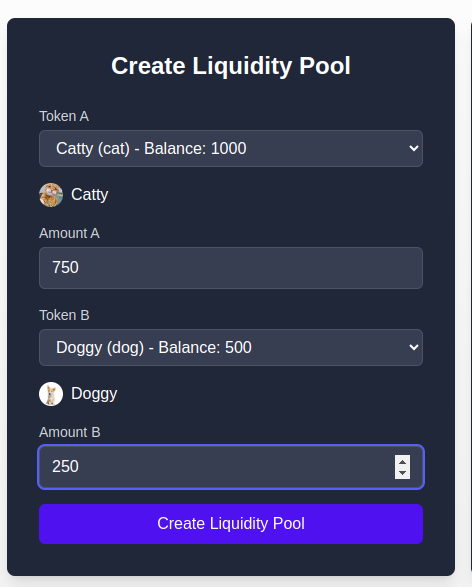 Create Liquidity Pool
Token A
Catty (cat) - Balance: 1000
Catty
Amount A
750
Token B
Doggy (dog) - Balance: 500
Doggy
Amount B
250
Create Liquidity Pool